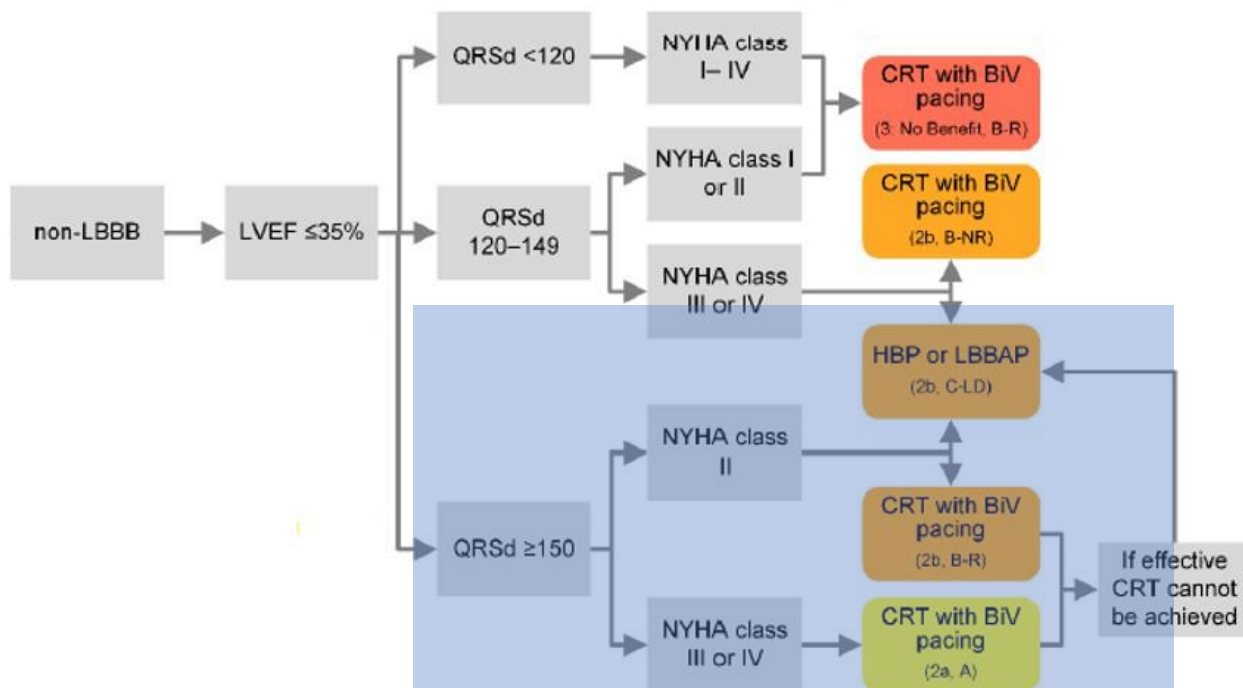 QRSd <120
NYHA class
I– IV
CRT with BiV
pacing
(3: No Benefit, B-R)
NYHA class I
or II
CRT with BiV
pacing
(2b, B-NR)
non-LBBB
LVEF ≤35%
QRSd
120–149
NYHA class
III or IV
HBP or LBBAP
(2b, C-LD)
NYHA class
II
QRSd ≥150
CRT with BiV
pacing
(2b, B-R)
If effective
CRT cannot
be achieved
NYHA class
III or IV
CRT with BiV
pacing
(2a, A)